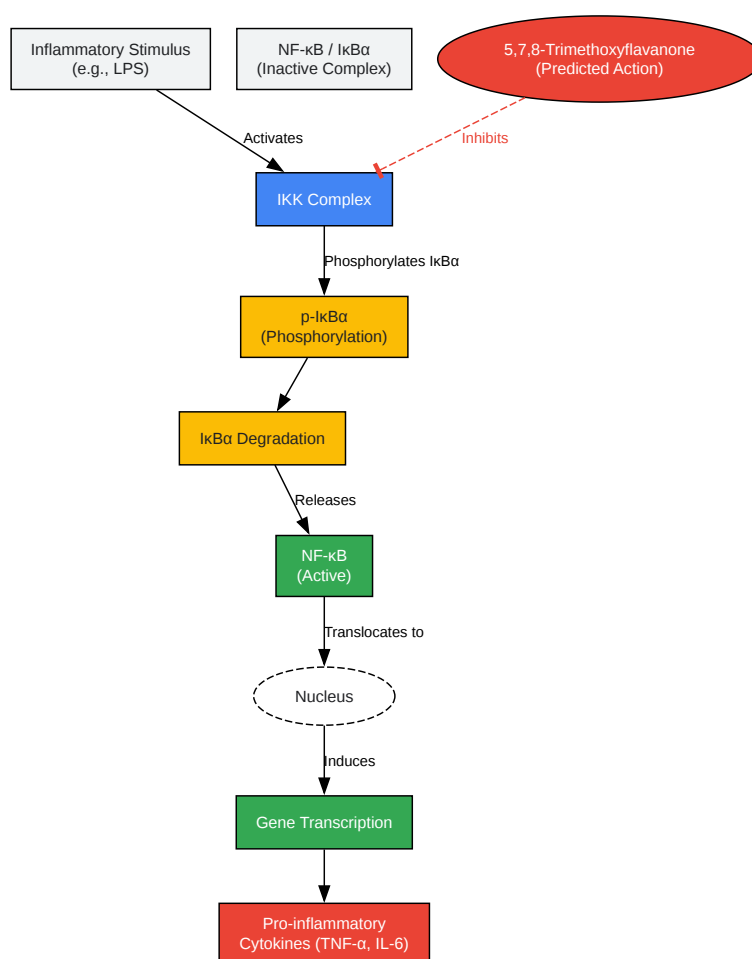 Inflammatory Stimulus
(e.g., LPS)
NF-κB / IκBα
(Inactive Complex)
5,7,8-Trimethoxyflavanone
(Predicted Action)
Activates
Inhibits
IKK Complex
Phosphorylates IκBα
p-IκBα
(Phosphorylation)
IκBα Degradation
Releases
NF-κB
(Active)
Translocates to
Nucleus
Induces
Gene Transcription
Pro-inflammatory
Cytokines (TNF-α, IL-6)